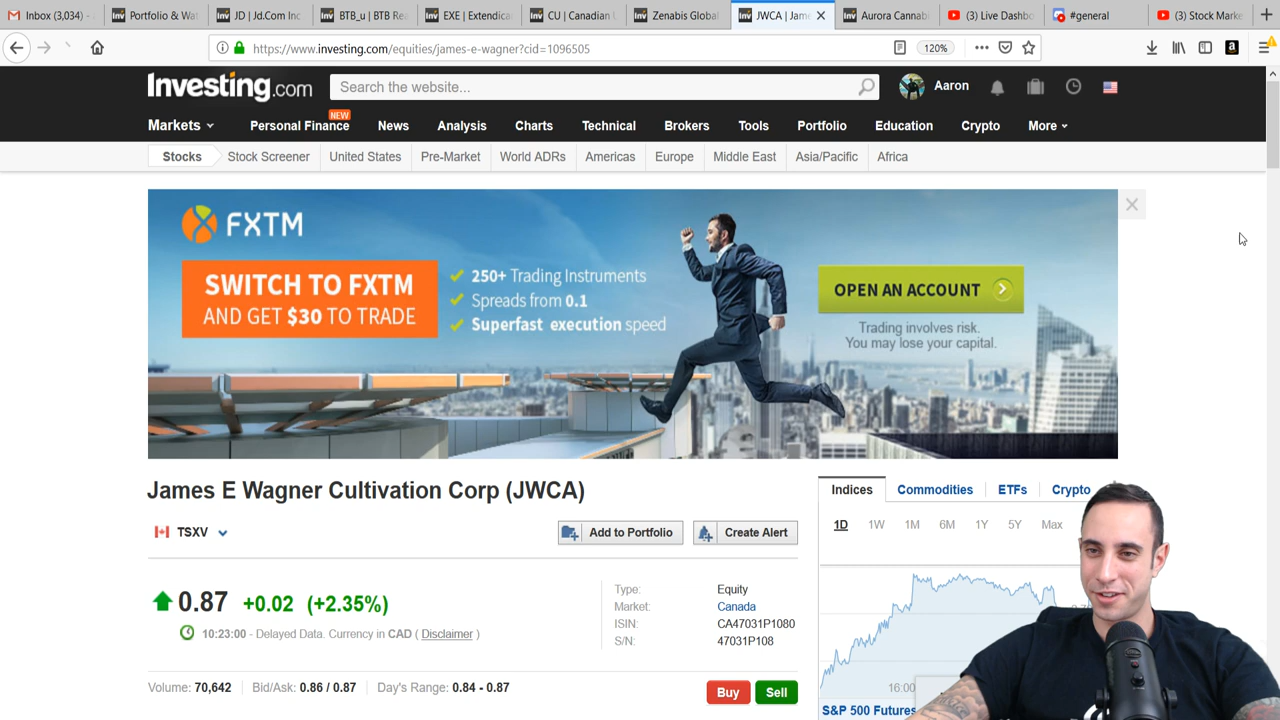 Inbox (3,034) -
Portfolio & Wat
JD | Jd.Com Inc.
BTB_u | BTB Rea
EXE | Extendica
CU | Canadian U
Zenabis Global
JWCA | Jame
Aurora Cannabi
(3) Live Dashbo
#general
(3) Stock Marke
https://www.investing.com/equities/james-e-wagner?cid=1096505
120%
Investing.com
Search the website...
Aaron
Markets
Personal Finance
NEW
News
Analysis
Charts
Technical
Brokers
Tools
Portfolio
Education
Crypto
More
Stocks
Stock Screener
United States
Pre-Market
World ADRs
Americas
Europe
Middle East
Asia/Pacific
Africa
FXTM
SWITCH TO FXTM
AND GET $30 TO TRADE
250+ Trading Instruments
Spreads from 0.1
Superfast execution speed
OPEN AN ACCOUNT
Trading involves risk.
You may lose your capital.
James E Wagner Cultivation Corp (JWCA)
TSXV
Add to Portfolio
Create Alert
0.87 +0.02 (+2.35%)
10:23:00 - Delayed Data. Currency in CAD ( Disclaimer )
Type: Equity
Market: Canada
ISIN: CA47031P1080
S/N: 47031P108
Volume: 70,642
Bid/Ask: 0.86 / 0.87
Day's Range: 0.84 - 0.87
Buy
Sell
Indices
Commodities
ETFs
Crypto
1D
1W
1M
6M
1Y
5Y
Max
16:00
S&P 500 Futures